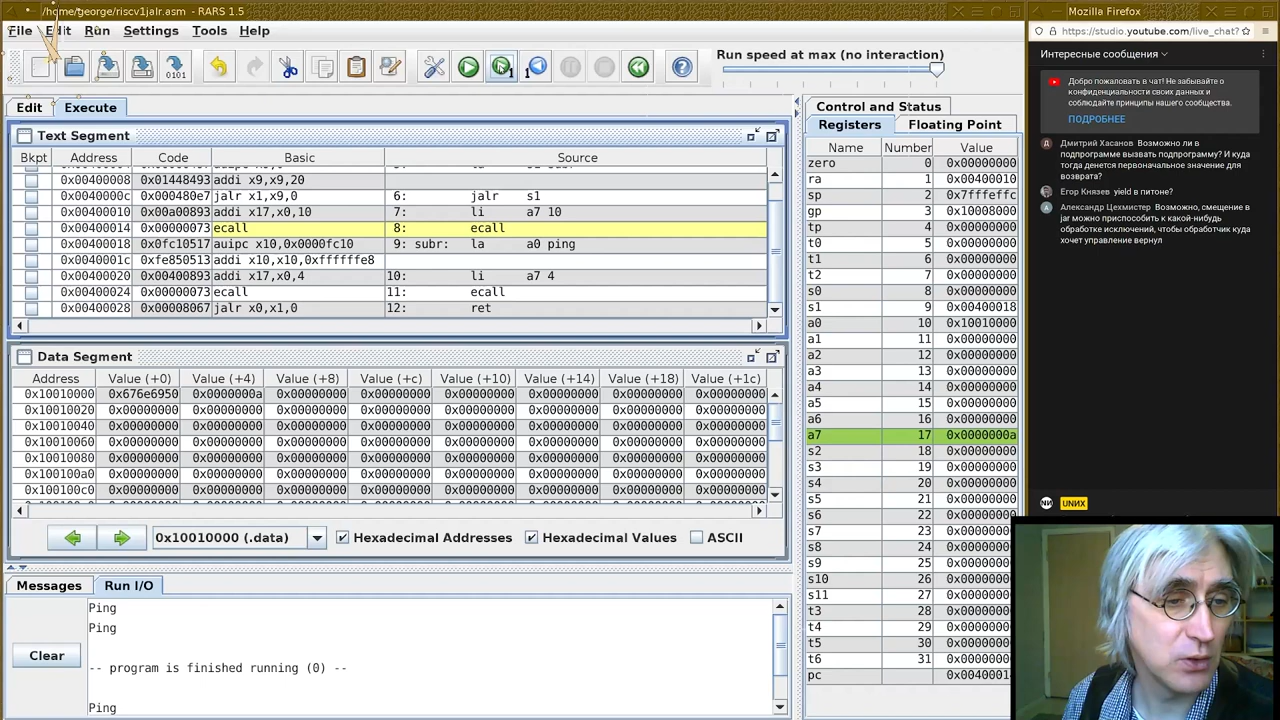 /home/george/riscv1jalr.asm - RARS 1.5
File Edit Run Settings Tools Help
Run speed at max (no interaction)
Edit Execute
Text Segment
Bkpt Address Code Basic Source
0x00400008 0x01448493 addi x9,x9,20
0x0040000c 0x000480e7 jalr x1,x9,0 6: jalr s1
0x00400010 0x00a00893 addi x17,x0,10 7: li a7 10
0x00400014 0x00000073 ecall 8: ecall
0x00400018 0x0fc10517 auipc x10,0x0000fc10 9: subr: la a0 ping
0x0040001c 0xfe850513 addi x10,x10,0xffffffe8
0x00400020 0x00400893 addi x17,x0,4 10: li a7 4
0x00400024 0x00000073 ecall 11: ecall
0x00400028 0x00008067 jalr x0,x1,0 12: ret
Data Segment
Address Value (+0) Value (+4) Value (+8) Value (+c) Value (+10) Value (+14) Value (+18) Value (+1c)
0x10010000 0x676e6950 0x0000000a 0x00000000 0x00000000 0x00000000 0x00000000 0x00000000 0x00000000
0x10010020 0x00000000 0x00000000 0x00000000 0x00000000 0x00000000 0x00000000 0x00000000 0x00000000
0x10010040 0x00000000 0x00000000 0x00000000 0x00000000 0x00000000 0x00000000 0x00000000 0x00000000
0x10010060 0x00000000 0x00000000 0x00000000 0x00000000 0x00000000 0x00000000 0x00000000 0x00000000
0x10010080 0x00000000 0x00000000 0x00000000 0x00000000 0x00000000 0x00000000 0x00000000 0x00000000
0x100100a0 0x00000000 0x00000000 0x00000000 0x00000000 0x00000000 0x00000000 0x00000000 0x00000000
0x100100c0 0x00000000 0x00000000 0x00000000 0x00000000 0x00000000 0x00000000 0x00000000 0x00000000
0x10010000 (.data) Hexadecimal Addresses Hexadecimal Values ASCII
Messages Run I/O
Clear
Ping
Ping
-- program is finished running (0) --
Ping
Control and Status
Registers Floating Point
Name Number Value
zero 0 0x00000000
ra 1 0x00400010
sp 2 0x7fffeffc
gp 3 0x10008000
tp 4 0x00000000
t0 5 0x00000000
t1 6 0x00000000
t2 7 0x00000000
s0 8 0x00000000
s1 9 0x00400018
a0 10 0x10010000
a1 11 0x00000000
a2 12 0x00000000
a3 13 0x00000000
a4 14 0x00000000
a5 15 0x00000000
a6 16 0x00000000
a7 17 0x0000000a
s2 18 0x00000000
s3 19 0x00000000
s4 20 0x00000000
s5 21 0x00000000
s6 22 0x00000000
s7 23
s8 24
s9 25
s10 26
s11 27
t3 28
t4 29
t5 30
t6 31
pc
Mozilla Firefox
https://studio.youtube.com/live_chat?
Интересные сообщения
Добро пожаловать в чат! Не забывайте о
конфиденциальности своих данных и
соблюдайте принципы нашего сообщества.
ПОДРОБНЕЕ
Дмитрий Хасанов Возможно ли в
подпрограмме вызвать подпрограмму? И куда
тогда денется первоначальное значение для
возврата?
Егор Князев yield в питоне?
Александр Цехмистер Возможно, смещение в
jar можно приспособить к какой-нибудь
обработке исключений, чтобы обработчик куда
хочет управление вернул
UNИX